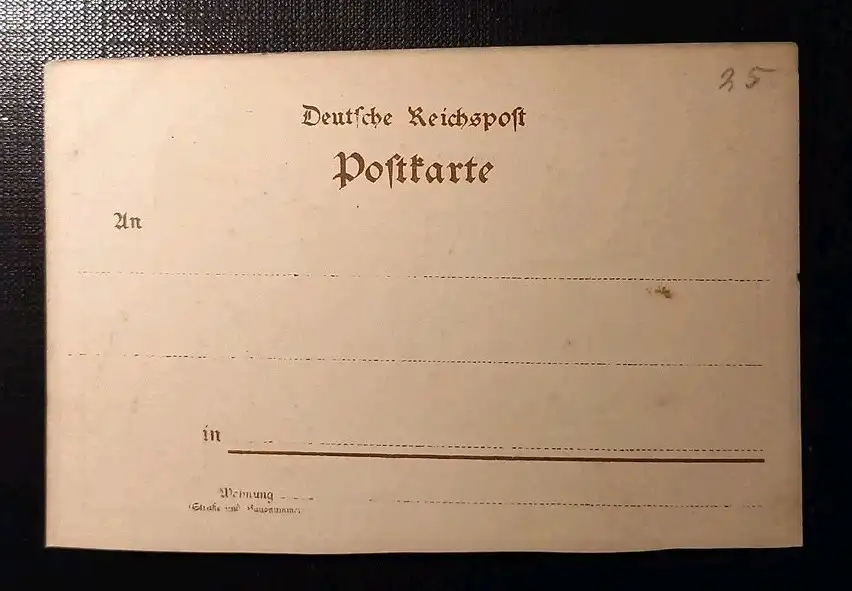 25
Deutſche Reichspoſt
Poſtkarte
An
in
Wohnung
(Straße und Hausnummer)